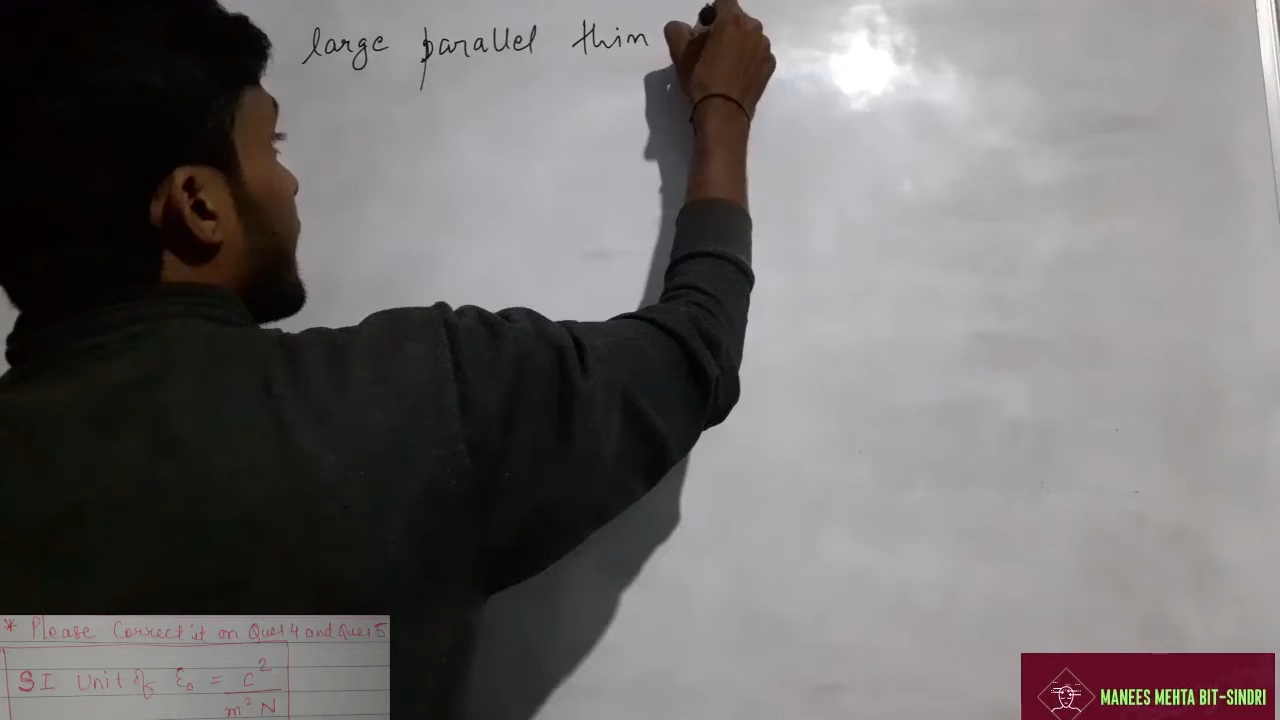 large parallel thin
* Please Correct it on Ques 4 and Ques 5
SI Unit of ε₀ = C² / m² N
MANEES MEHTA BIT-SINDRI